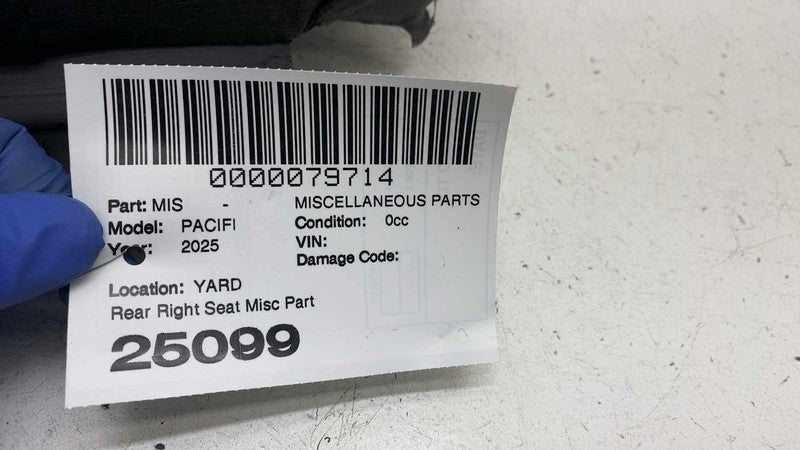 0000079714
Part: MIS - MISCELLANEOUS PARTS
Model: PACIFI Condition: 0cc
Year: 2025 VIN:
Damage Code:
Location: YARD
Rear Right Seat Misc Part
25099